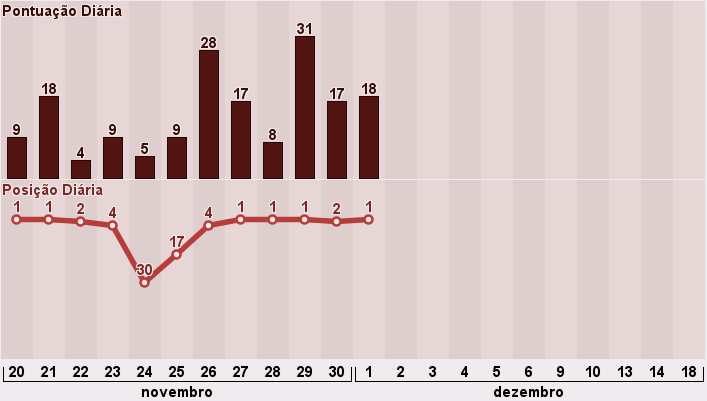 Pontuação Diária
9 18 4 9 5 9 28 17 8 31 17 18
Posição Diária
1 1 2 4 30 17 4 1 1 1 2 1
20 21 22 23 24 25 26 27 28 29 30 1 2 3 4 5 6 9 10 13 14 18
novembro dezembro